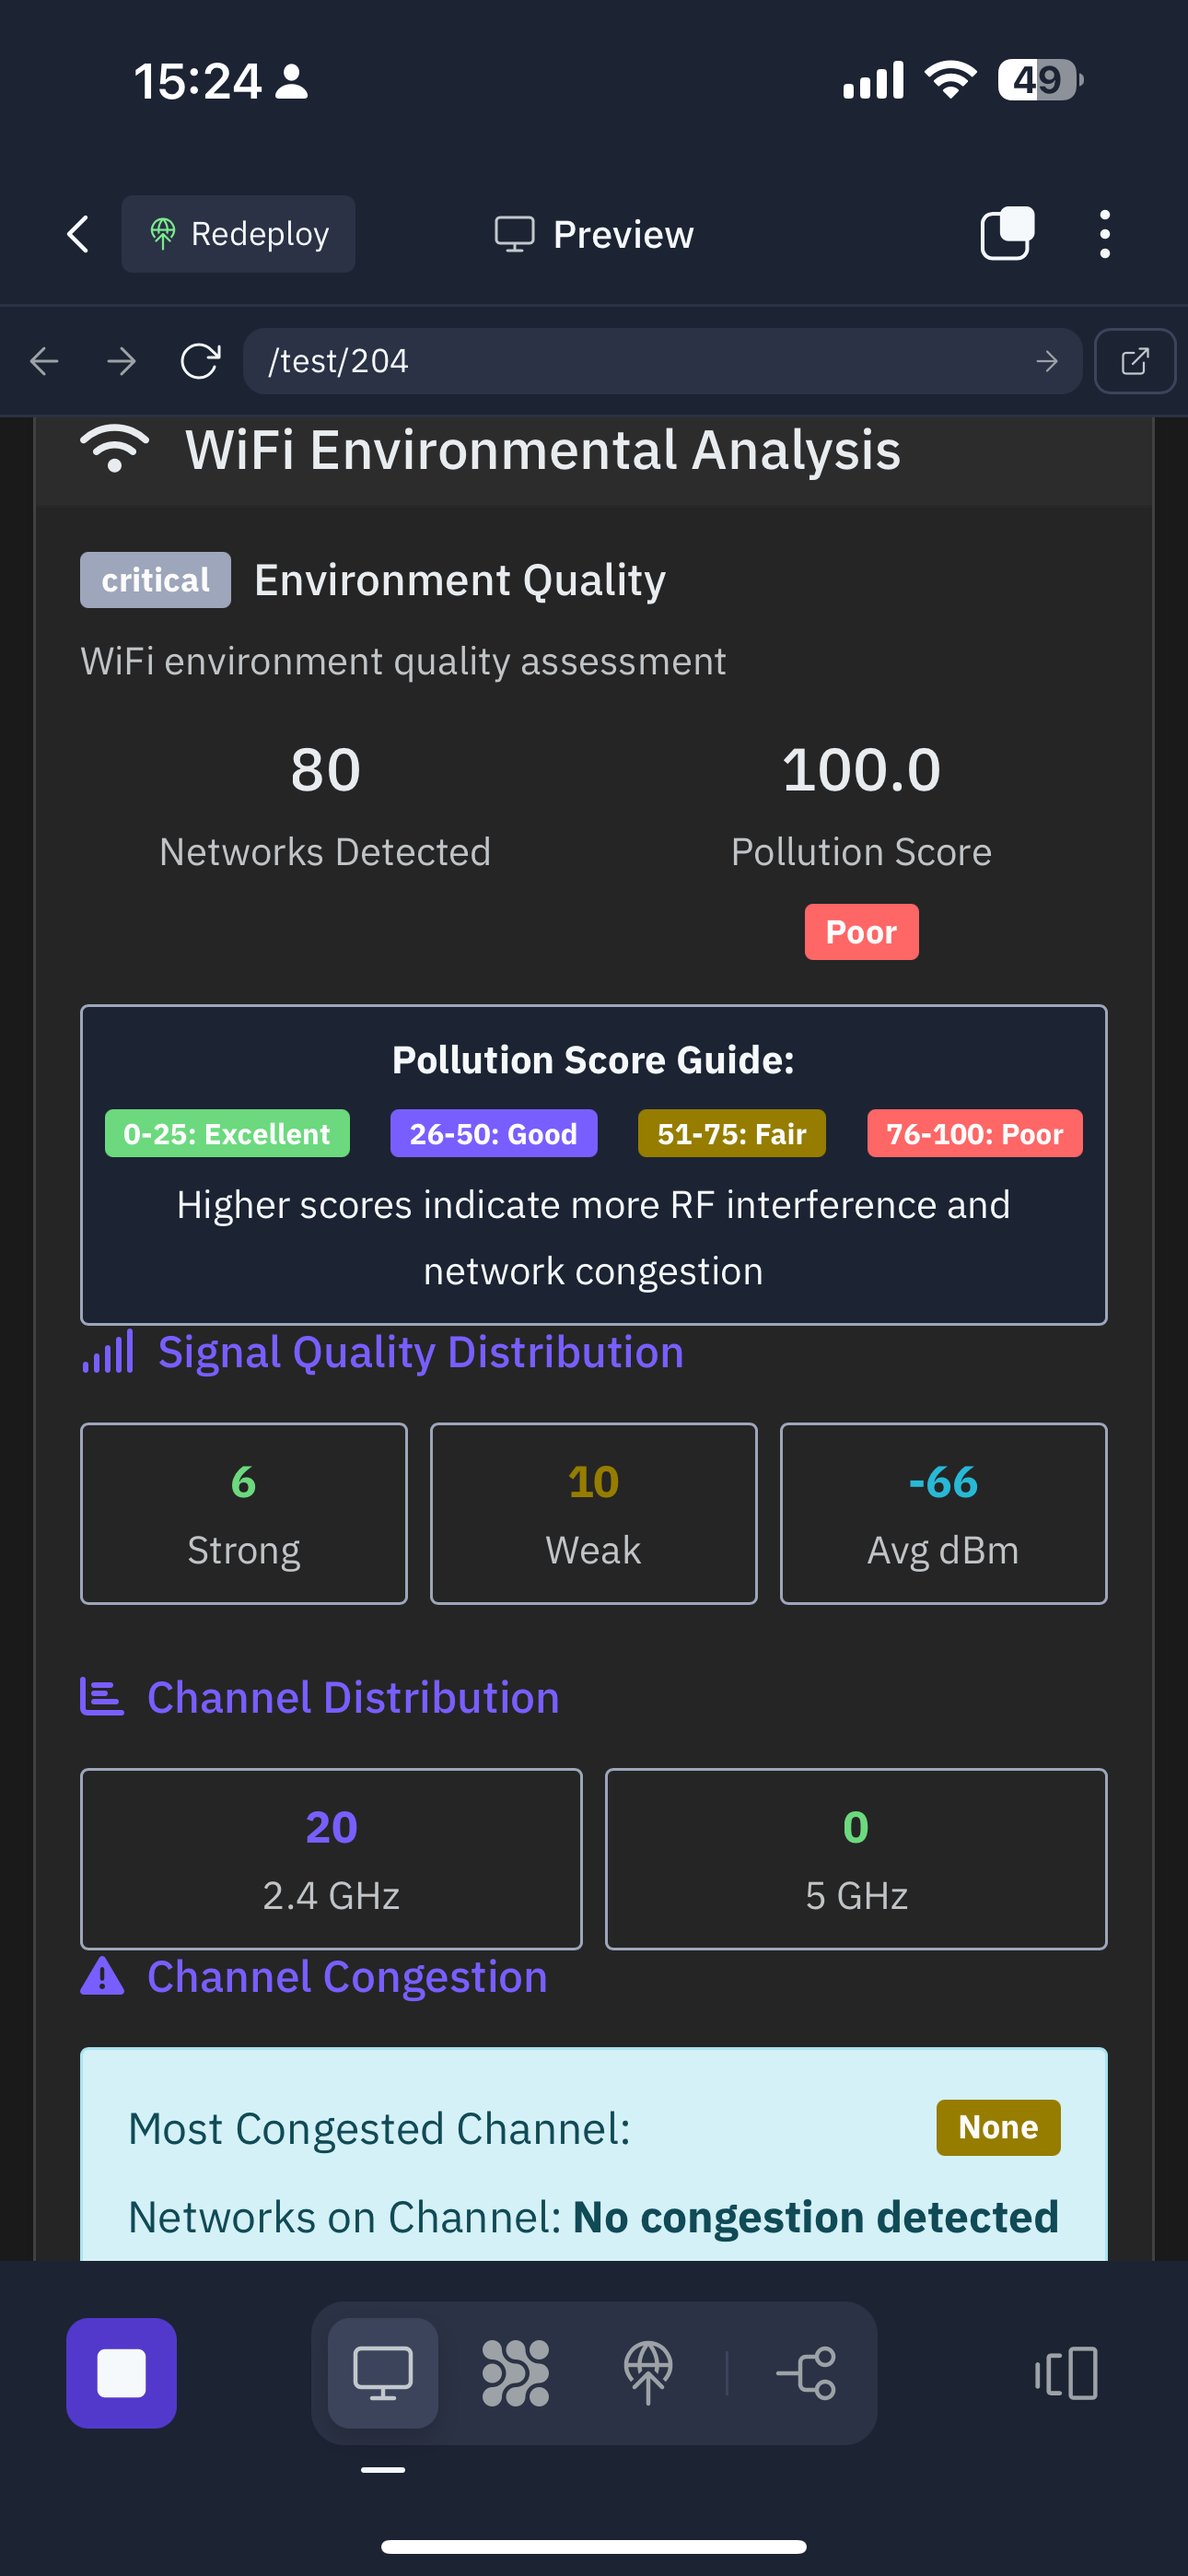 15:24
49
Redeploy
Preview
/test/204
WiFi Environmental Analysis
critical Environment Quality
WiFi environment quality assessment
80
Networks Detected
100.0
Pollution Score
Poor
Pollution Score Guide:
0-25: Excellent 26-50: Good 51-75: Fair 76-100: Poor
Higher scores indicate more RF interference and
network congestion
Signal Quality Distribution
6
Strong
10
Weak
-66
Avg dBm
Channel Distribution
20
2.4 GHz
0
5 GHz
Channel Congestion
Most Congested Channel: None
Networks on Channel: No congestion detected